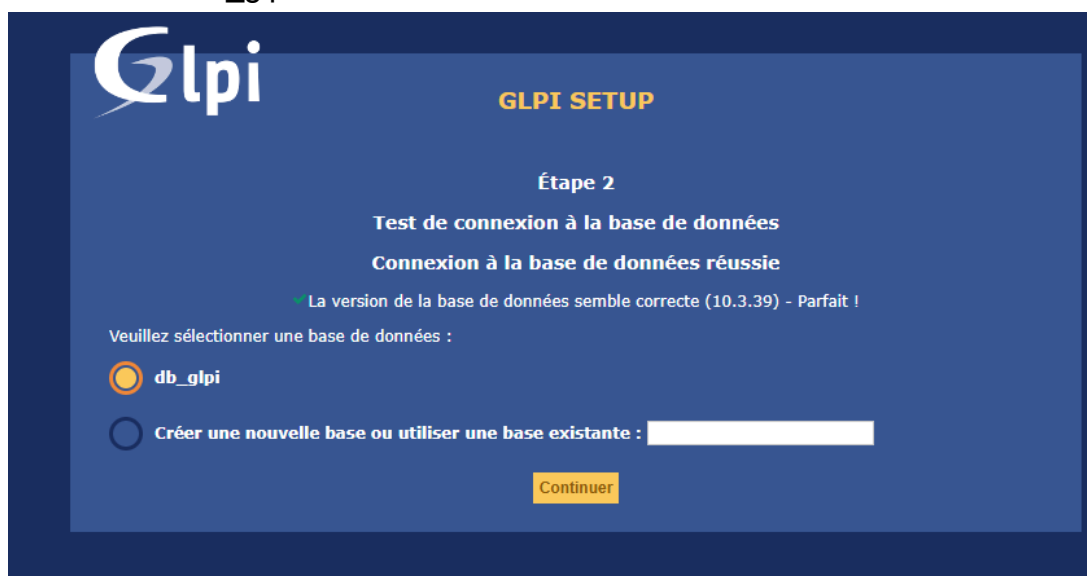 Glpi
GLPI SETUP
Étape 2
Test de connexion à la base de données
Connexion à la base de données réussie
La version de la base de données semble correcte (10.3.39) - Parfait !
Veuillez sélectionner une base de données :
db_glpi
Créer une nouvelle base ou utiliser une base existante :
Continuer